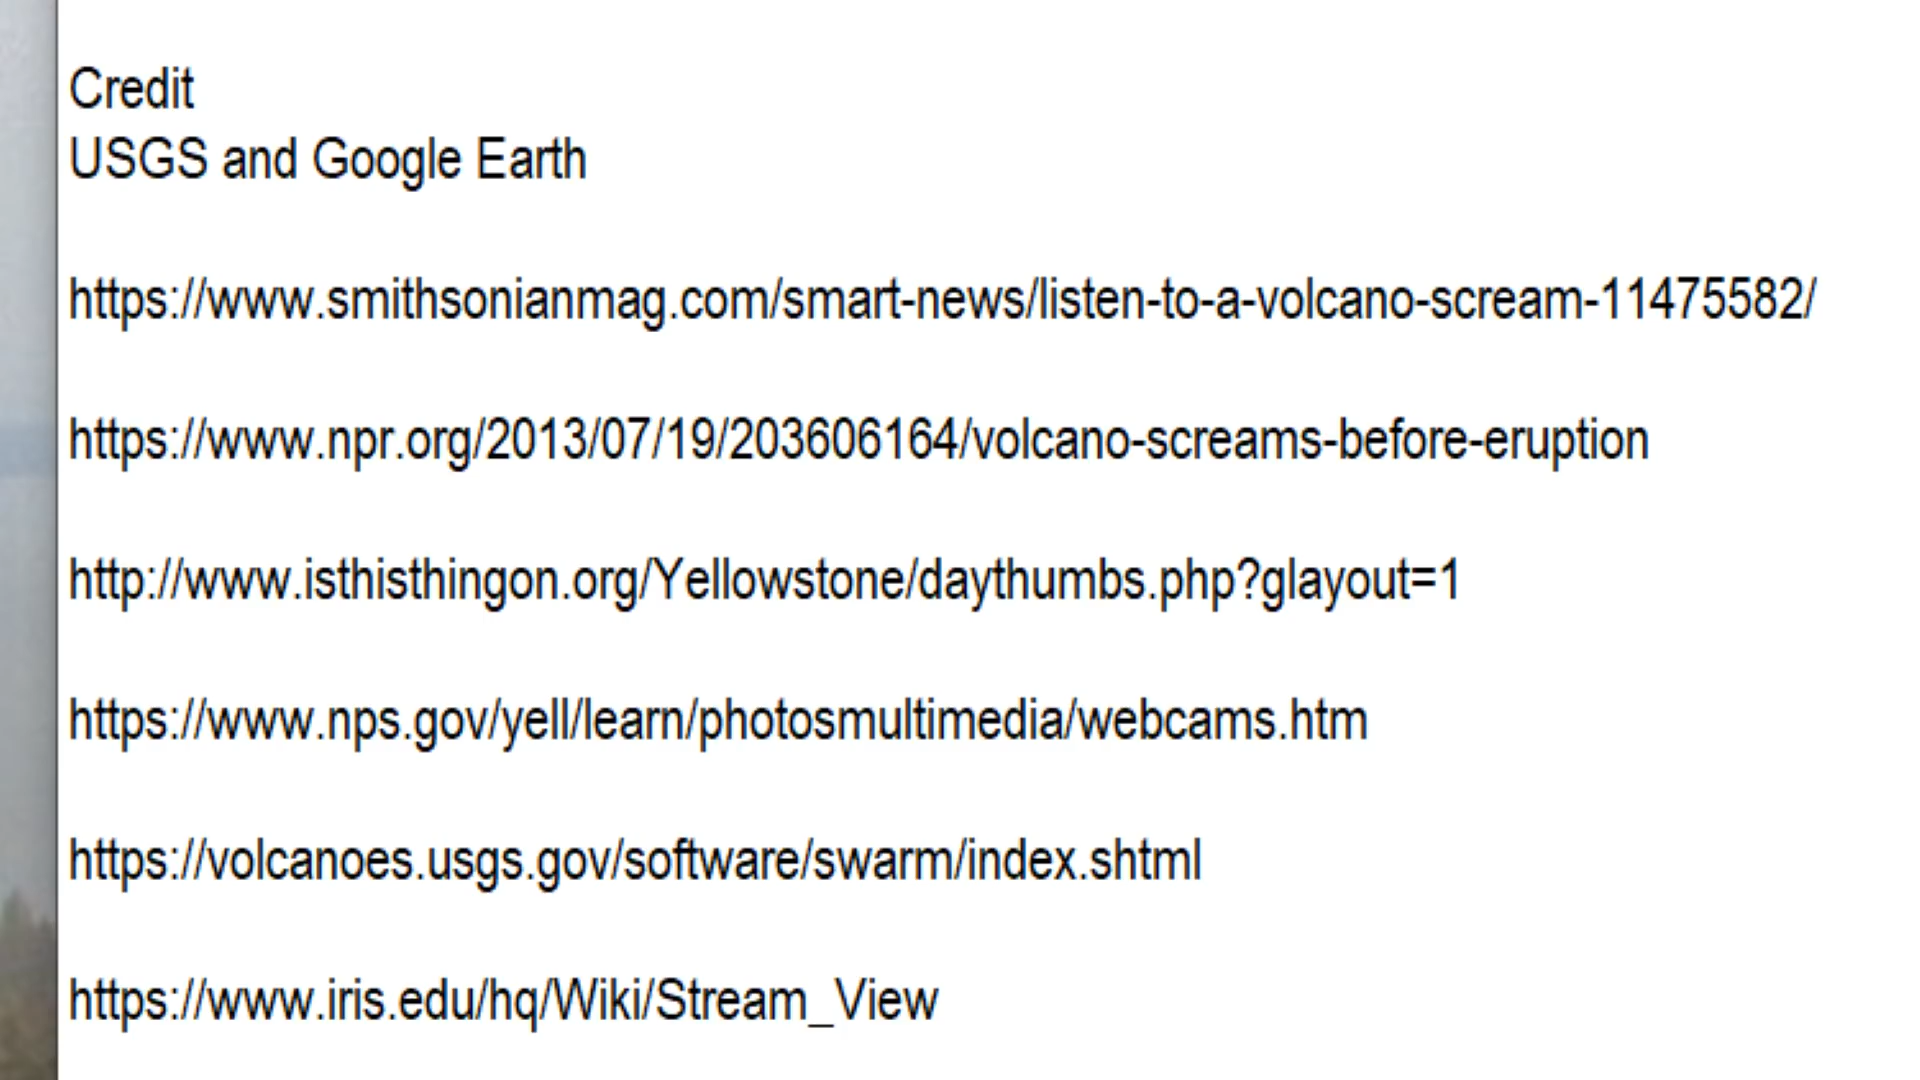 Credit
USGS and Google Earth
https://www.smithsonianmag.com/smart-news/listen-to-a-volcano-scream-11475582/
https://www.npr.org/2013/07/19/203606164/volcano-screams-before-eruption
http://www.isthisthingon.org/Yellowstone/daythumbs.php?glayout=1
https://www.nps.gov/yell/learn/photosmultimedia/webcams.htm
https://volcanoes.usgs.gov/software/swarm/index.shtml
https://www.iris.edu/hq/Wiki/Stream_View